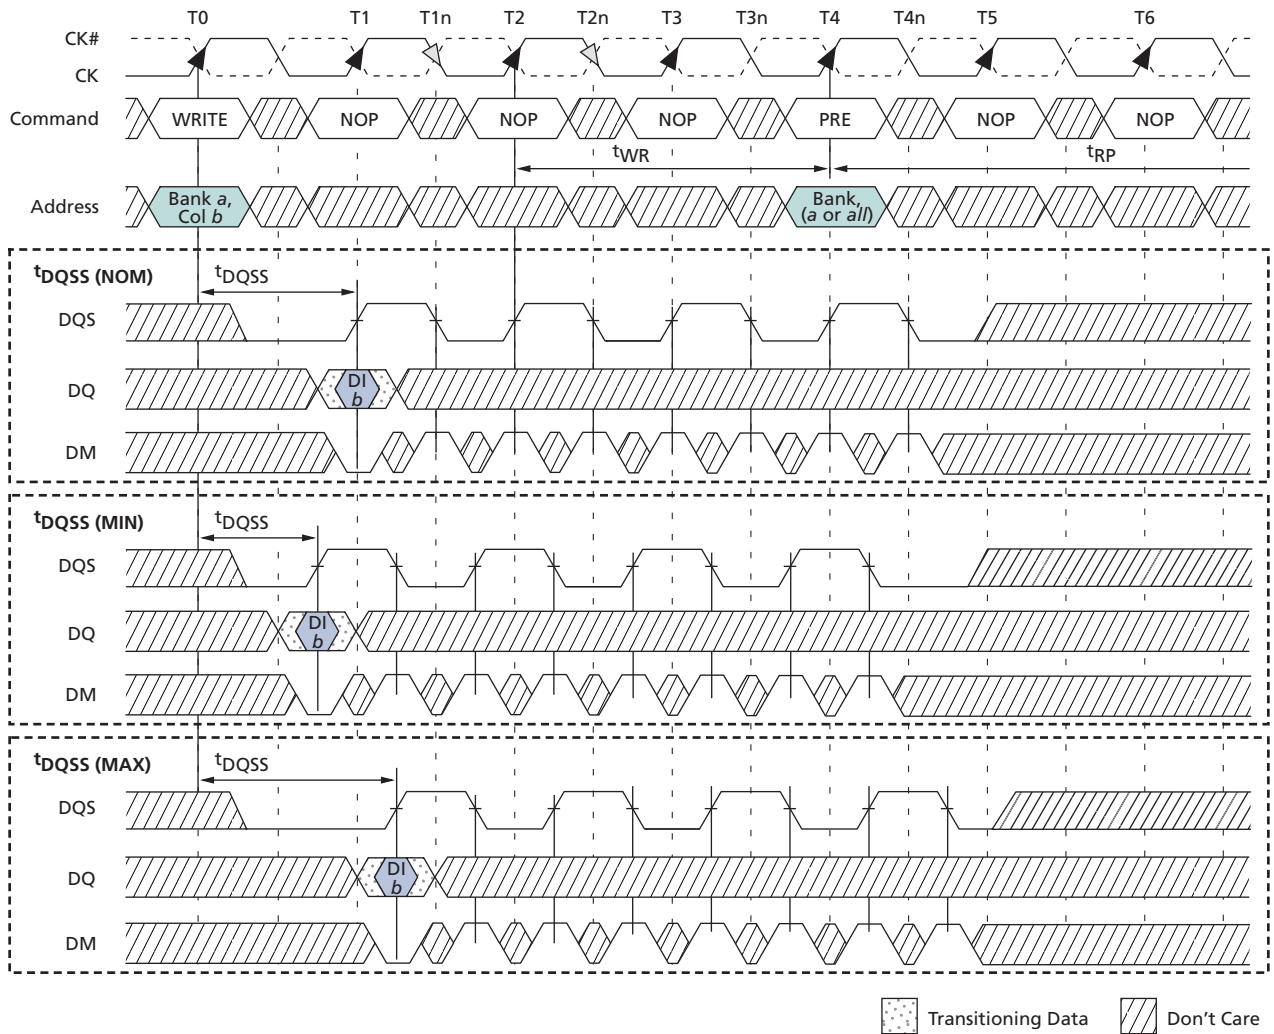 T0 T1 T1n T2 T2n T3 T3n T4 T4n T5 T6
CK#
CK
Command WRITE NOP NOP NOP PRE NOP NOP
tWR tRP
Address Bank a, Col b Bank, (a or all)
tDQSS (NOM) tDQSS
DQS
DQ DI b
DM
tDQSS (MIN) tDQSS
DQS
DQ DI b
DM
tDQSS (MAX) tDQSS
DQS
DQ DI b
DM
Transitioning Data Don't Care